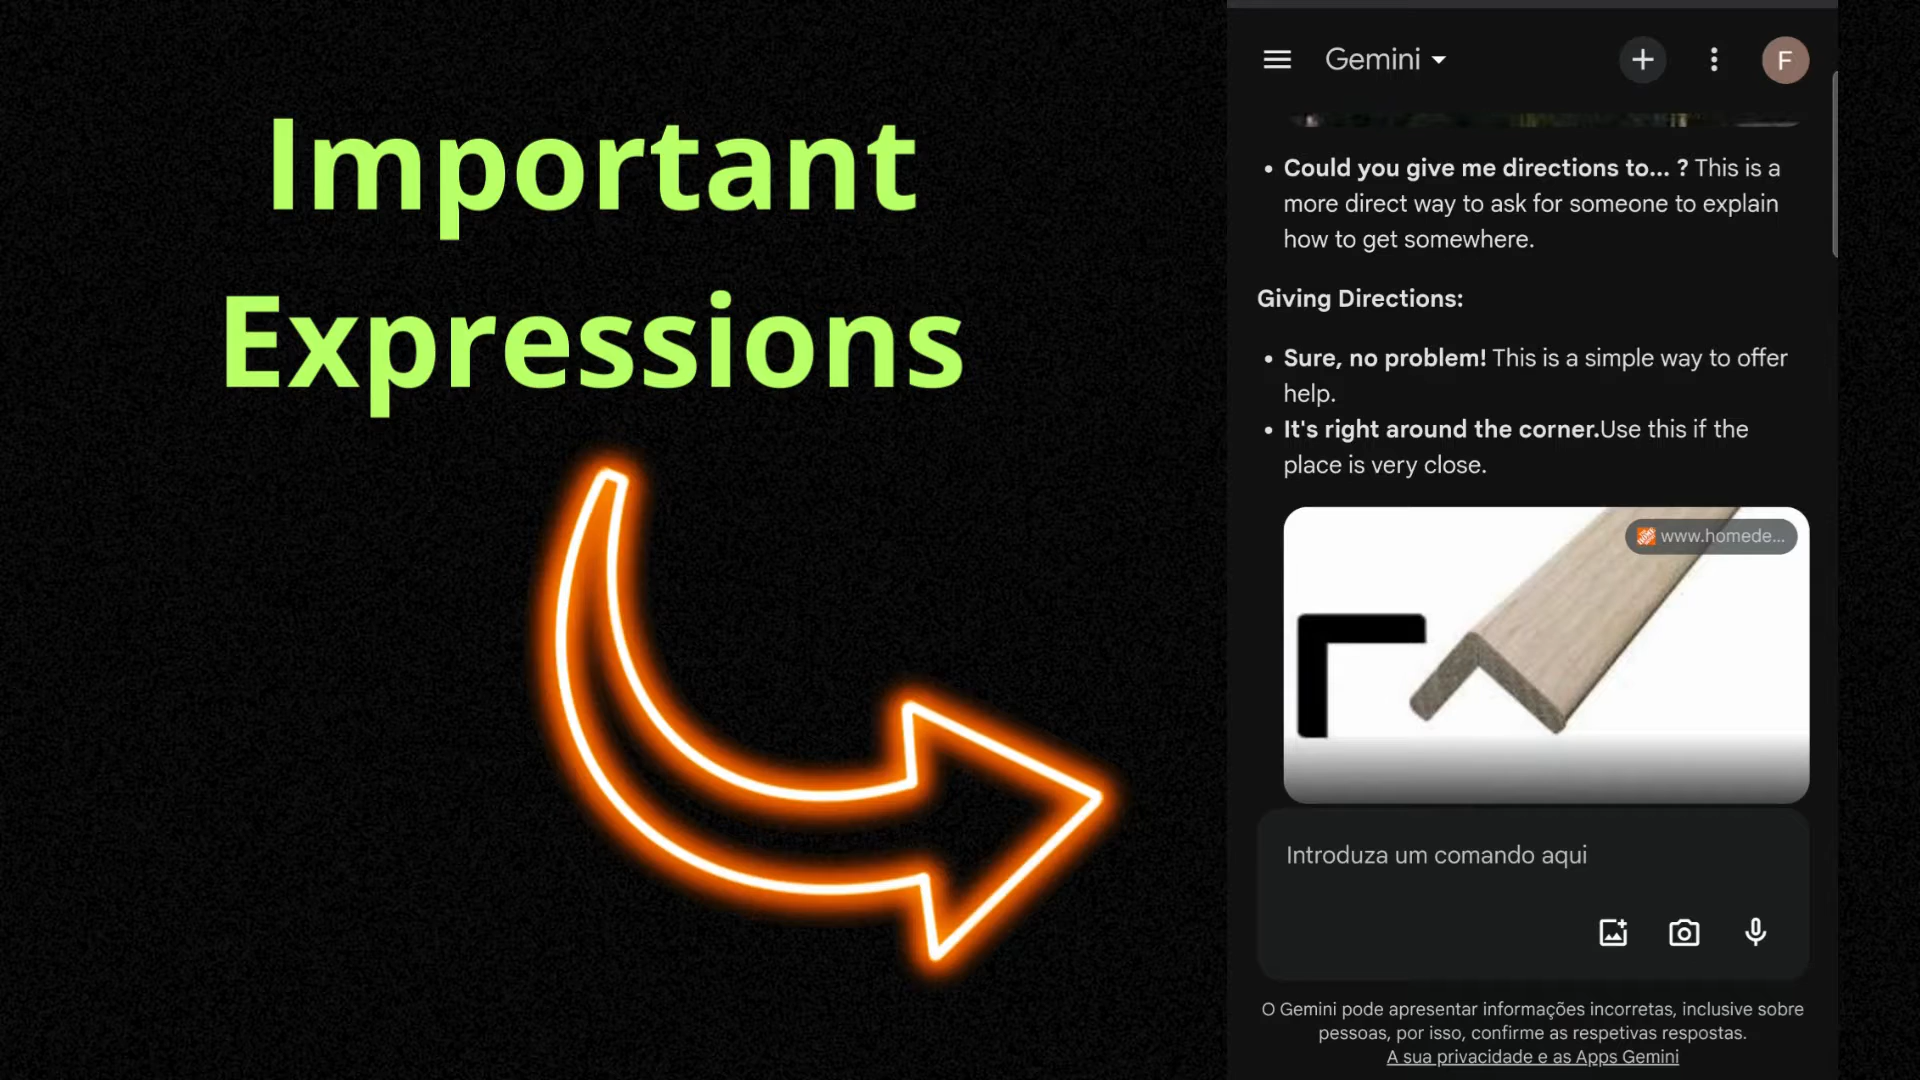 Important
Expressions
Gemini
F
• Could you give me directions to... ? This is a
more direct way to ask for someone to explain
how to get somewhere.
Giving Directions:
• Sure, no problem! This is a simple way to offer
help.
• It's right around the corner.Use this if the
place is very close.
www.homede...
Introduza um comando aqui
O Gemini pode apresentar informações incorretas, inclusive sobre
pessoas, por isso, confirme as respetivas respostas.
A sua privacidade e as Apps Gemini